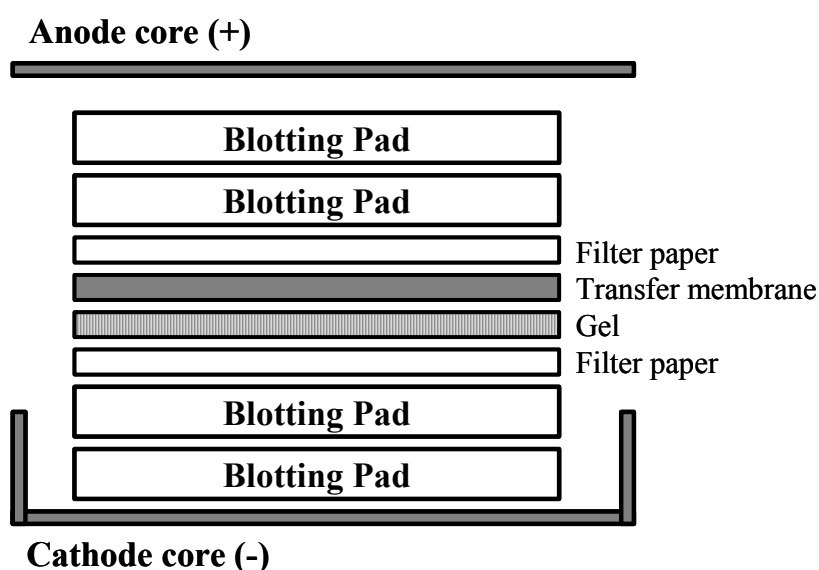 Anode core (+)
Blotting Pad
Blotting Pad
Filter paper
Transfer membrane
Gel
Filter paper
Blotting Pad
Blotting Pad
Cathode core (-)